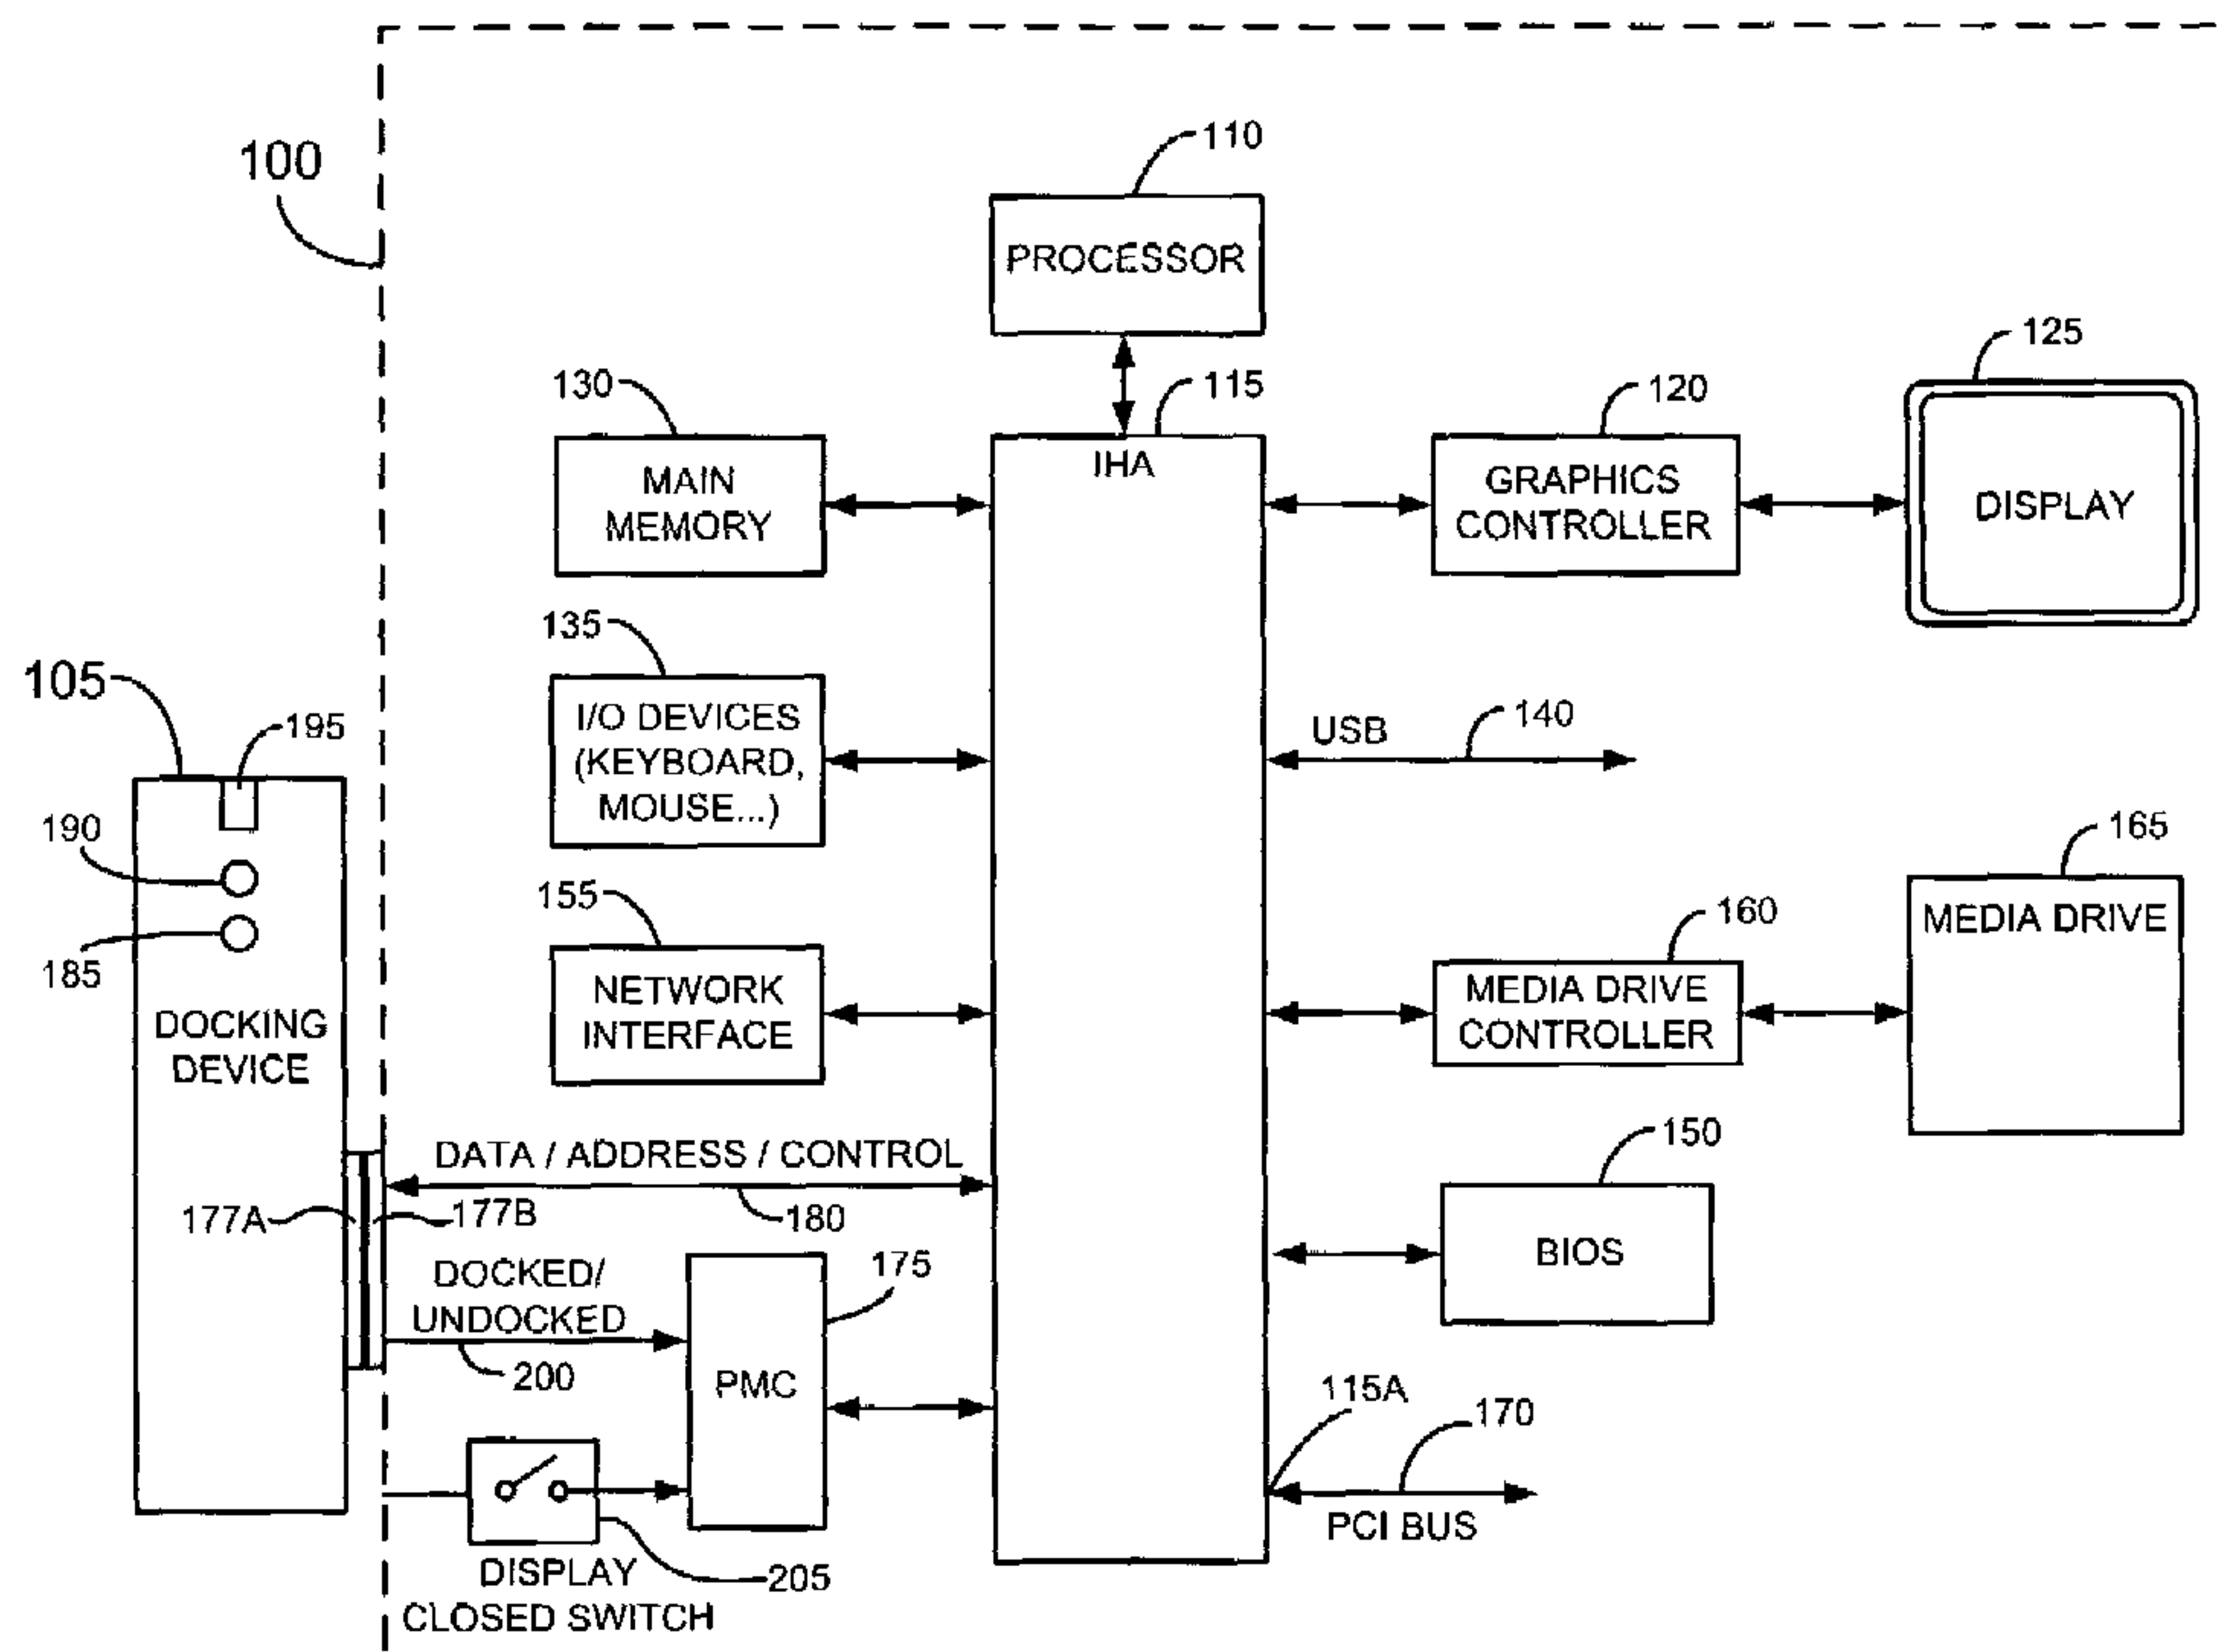 100
110
PROCESSOR
130
115
120
125
MAIN
MEMORY
IHA
GRAPHICS
CONTROLLER
DISPLAY
135
I/O DEVICES
(KEYBOARD,
MOUSE...)
USB
140
105
195
190
185
DOCKING
DEVICE
155
NETWORK
INTERFACE
160
MEDIA DRIVE
CONTROLLER
165
MEDIA DRIVE
DATA / ADDRESS / CONTROL
180
177A
177B
150
BIOS
DOCKED/
UNDOCKED
200
175
PMC
115A
170
PCI BUS
205
DISPLAY
CLOSED SWITCH